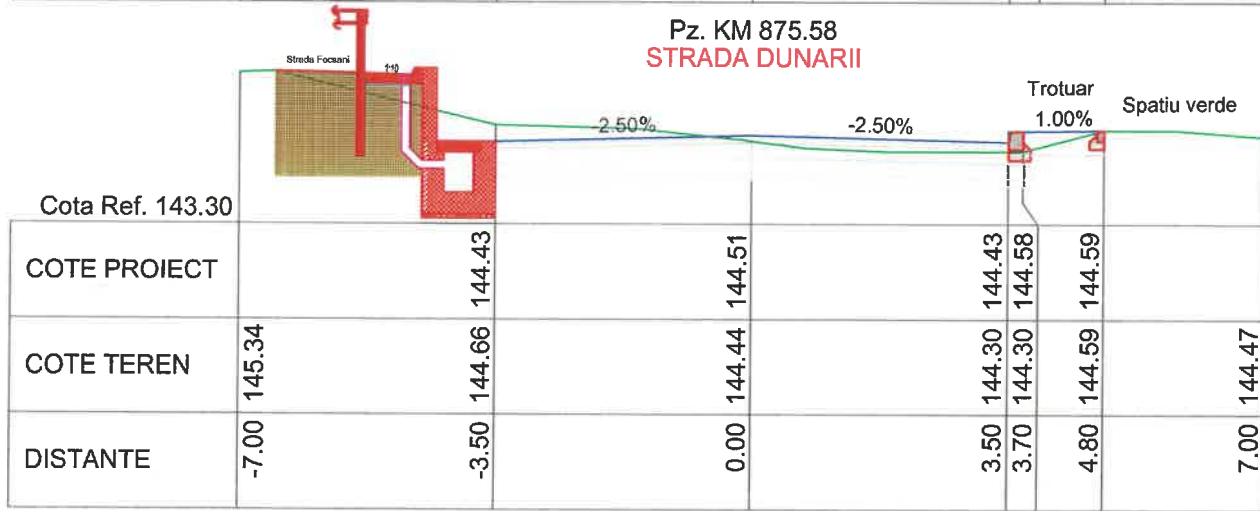 Pz. KM 875.58
STRADA DUNARII
Strada Focsani
1:10
Trotuar
Spatiu verde
-2.50%
-2.50%
1.00%
Cota Ref. 143.30
COTE PROIECT 144.43 144.51 144.43 144.58 144.59
COTE TEREN 145.34 144.66 144.44 144.30 144.30 144.59 144.47
DISTANTE -7.00 -3.50 0.00 3.50 3.70 4.80 7.00